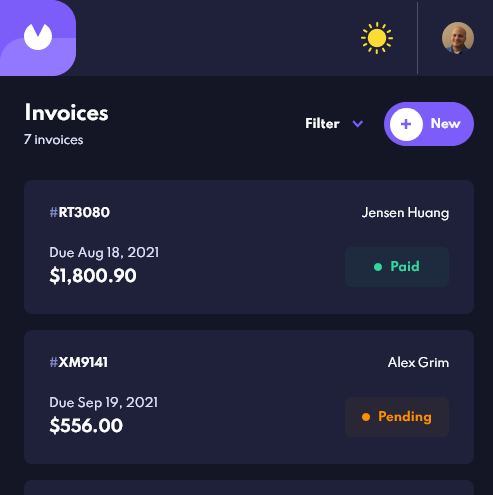 Invoices
7 invoices
Filter
New
#RT3080
Jensen Huang
Due Aug 18, 2021
$1,800.90
Paid
#XM9141
Alex Grim
Due Sep 19, 2021
$556.00
Pending